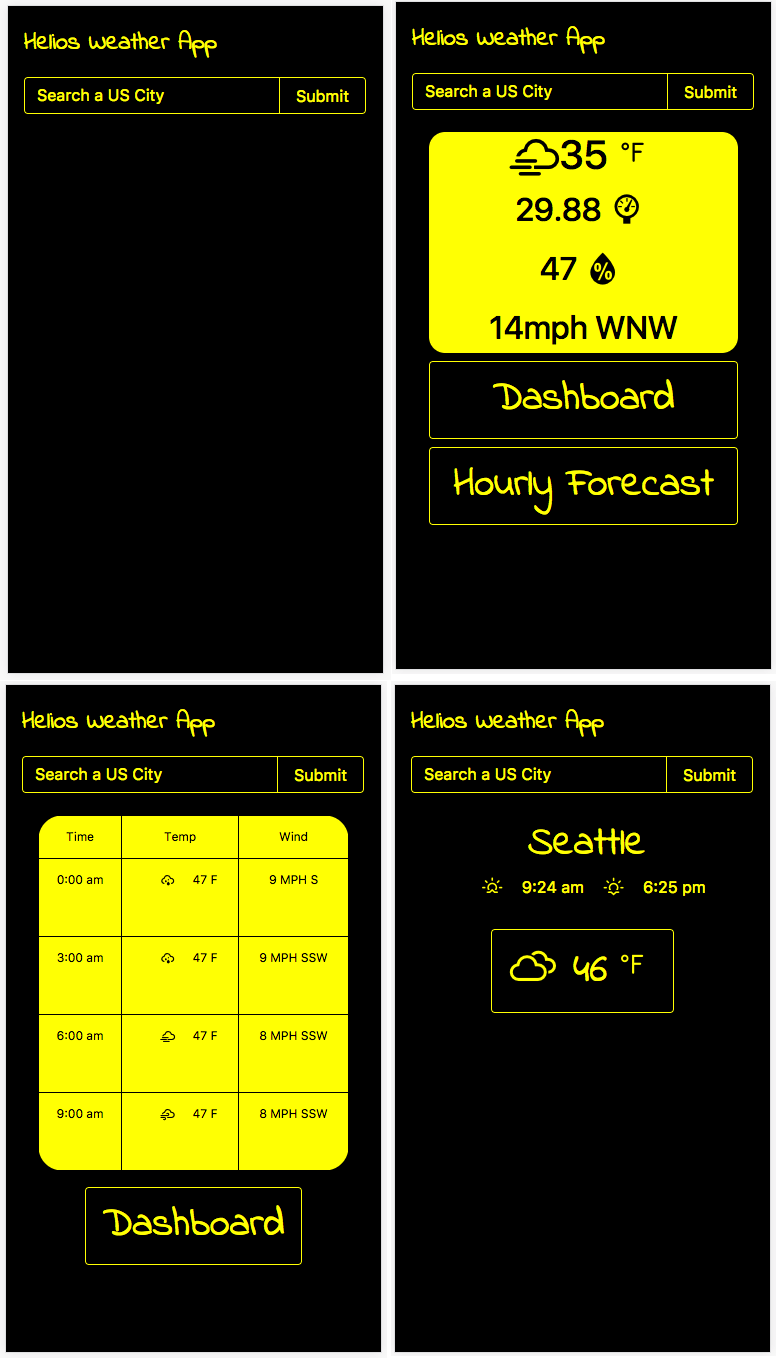 Helios Weather App
Search a US City Submit
Helios Weather App
Search a US City Submit
35 °F
29.88
47 %
14mph WNW
Dashboard
Hourly Forecast
Helios Weather App
Search a US City Submit
Time Temp Wind
0:00 am 47 F 9 MPH S
3:00 am 47 F 9 MPH SSW
6:00 am 47 F 8 MPH SSW
9:00 am 47 F 8 MPH SSW
Dashboard
Helios Weather App
Search a US City Submit
Seattle
9:24 am 6:25 pm
46 °F